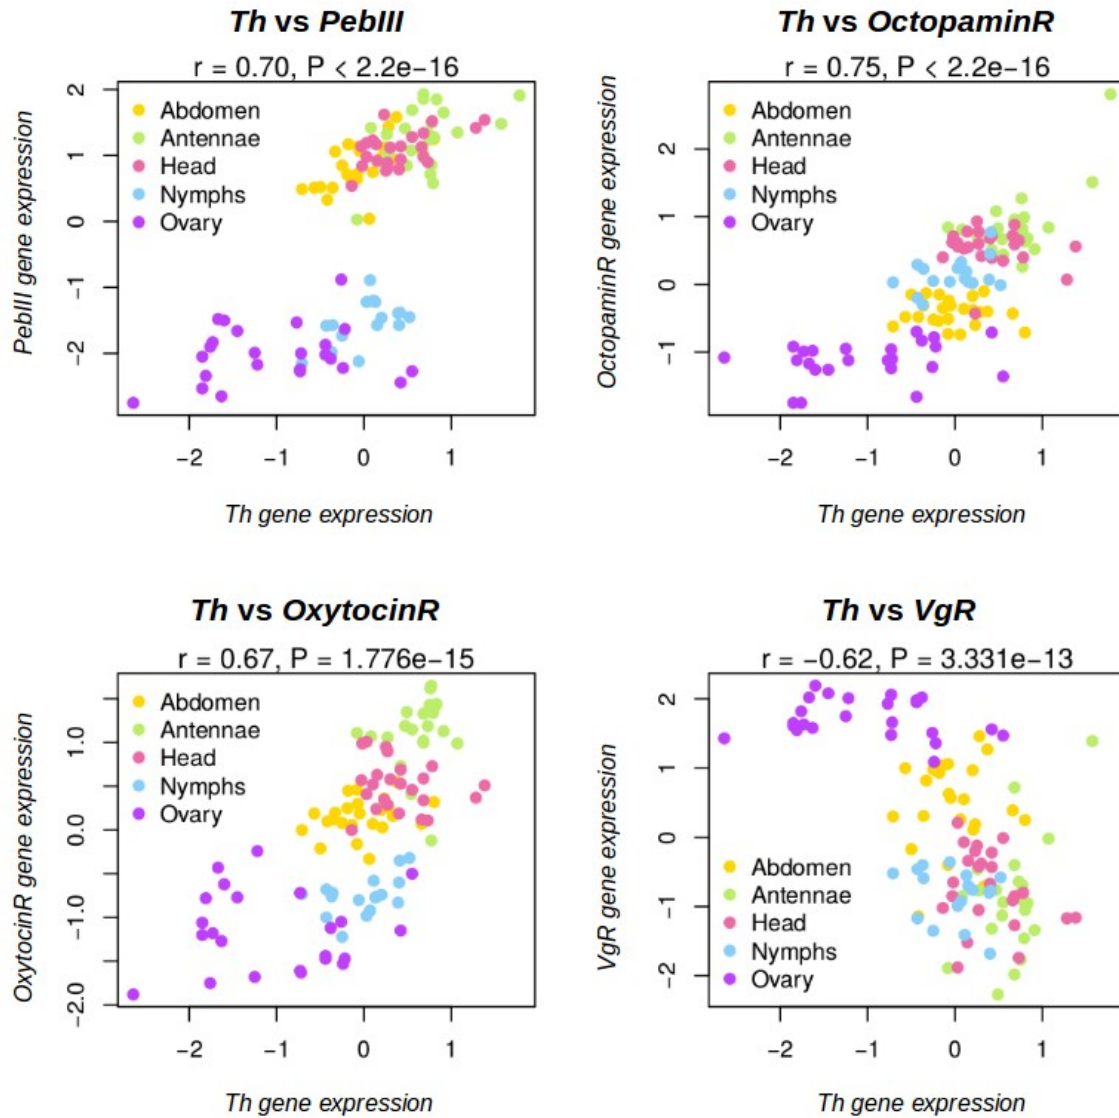 Th vs PebIII
r = 0.70, P < 2.2e−16
PebIII gene expression
2
1
0
−1
−2
Abdomen
Antennae
Head
Nymphs
Ovary
−2 −1 0 1
Th gene expression
Th vs OctopaminR
r = 0.75, P < 2.2e−16
OctopaminR gene expression
2
1
0
−1
Abdomen
Antennae
Head
Nymphs
Ovary
−2 −1 0 1
Th gene expression
Th vs OxytocinR
r = 0.67, P = 1.776e−15
OxytocinR gene expression
1.0
0.0
−1.0
−2.0
Abdomen
Antennae
Head
Nymphs
Ovary
−2 −1 0 1
Th gene expression
Th vs VgR
r = −0.62, P = 3.331e−13
VgR gene expression
2
1
0
−1
−2
Abdomen
Antennae
Head
Nymphs
Ovary
−2 −1 0 1
Th gene expression